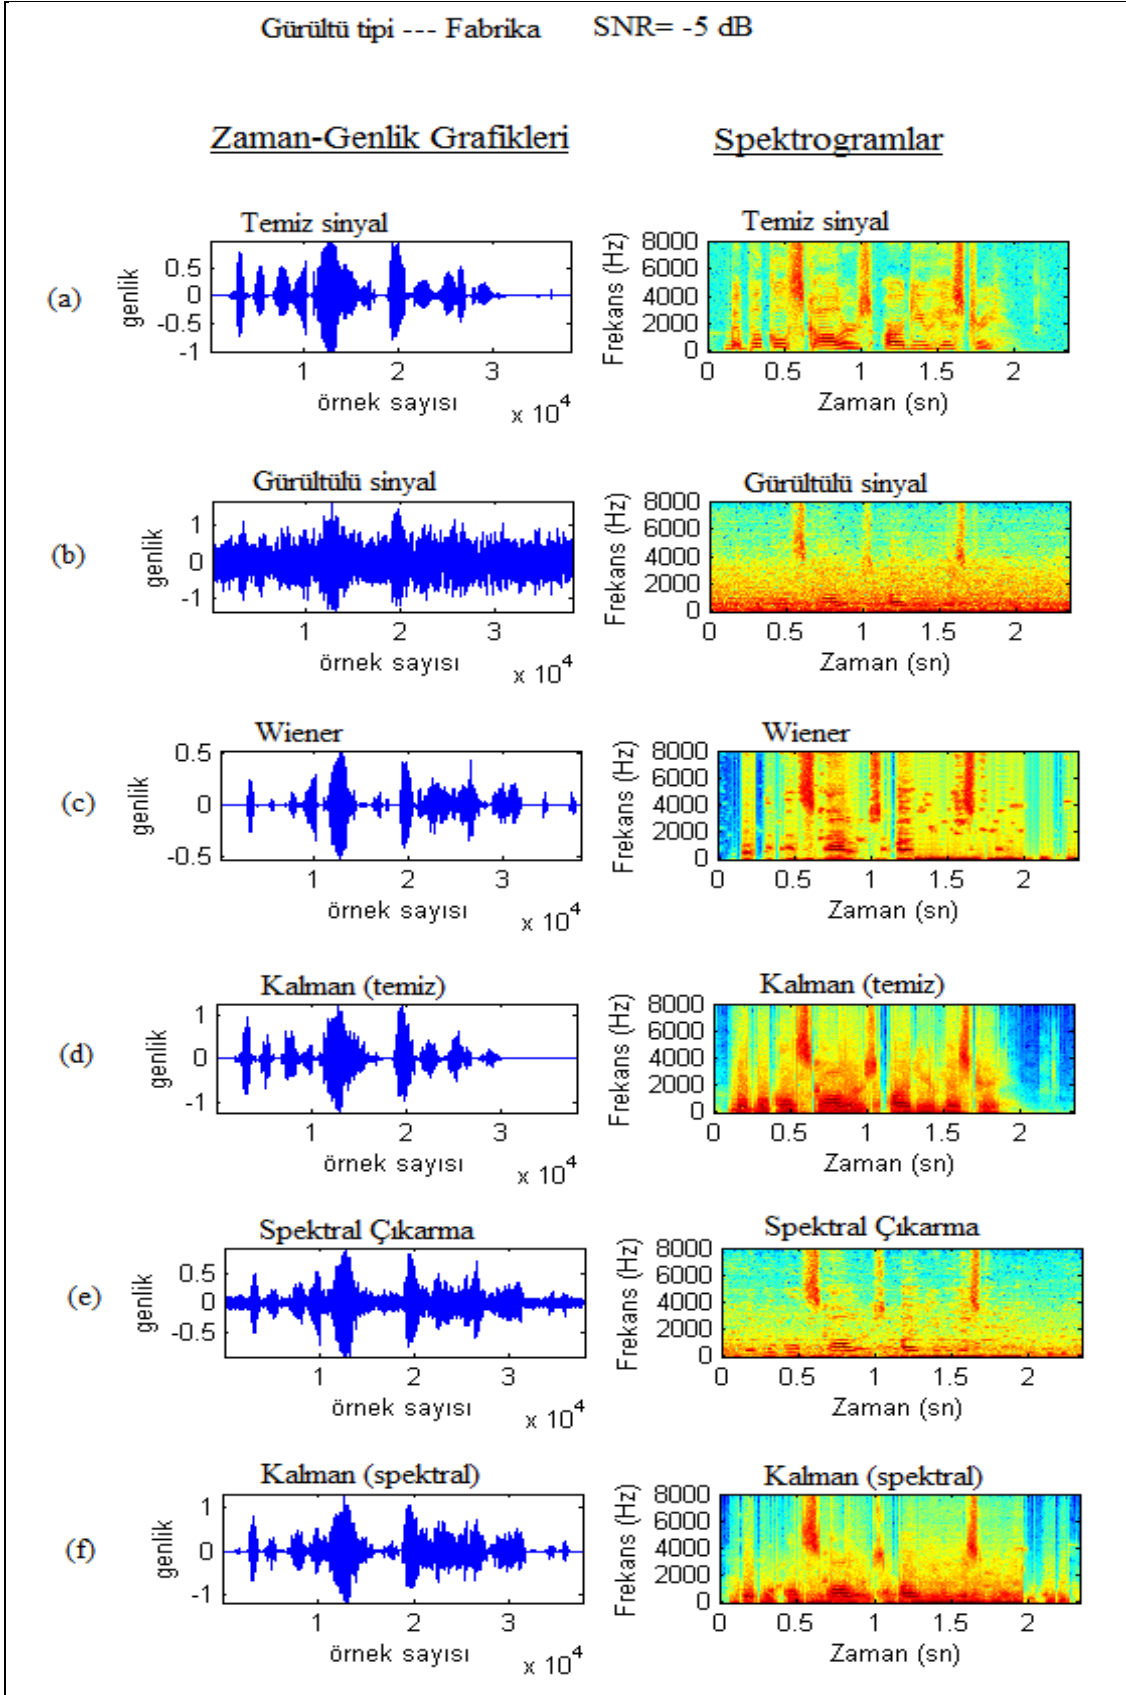 Gürültü tipi --- Fabrika SNR= -5 dB
Zaman-Genlik Grafikleri Spektrogramlar
(a)
Temiz sinyal
genlik
0.5
0
-0.5
-1
1 2 3
örnek sayısı
x 10^4
Temiz sinyal
Frekans (Hz)
8000
6000
4000
2000
0
0 0.5 1 1.5 2
Zaman (sn)
(b)
Gürültülü sinyal
genlik
1
0
-1
1 2 3
örnek sayısı
x 10^4
Gürültülü sinyal
Frekans (Hz)
8000
6000
4000
2000
0
0 0.5 1 1.5 2
Zaman (sn)
(c)
Wiener
genlik
0.5
0
-0.5
1 2 3
örnek sayısı
x 10^4
Wiener
Frekans (Hz)
8000
6000
4000
2000
0
0 0.5 1 1.5 2
Zaman (sn)
(d)
Kalman (temiz)
genlik
1
0
-1
1 2 3
örnek sayısı
x 10^4
Kalman (temiz)
Frekans (Hz)
8000
6000
4000
2000
0
0 0.5 1 1.5 2
Zaman (sn)
(e)
Spektral Çıkarma
genlik
0.5
0
-0.5
1 2 3
örnek sayısı
x 10^4
Spektral Çıkarma
Frekans (Hz)
8000
6000
4000
2000
0
0 0.5 1 1.5 2
Zaman (sn)
(f)
Kalman (spektral)
genlik
1
0
-1
1 2 3
örnek sayısı
x 10^4
Kalman (spektral)
Frekans (Hz)
8000
6000
4000
2000
0
0 0.5 1 1.5 2
Zaman (sn)